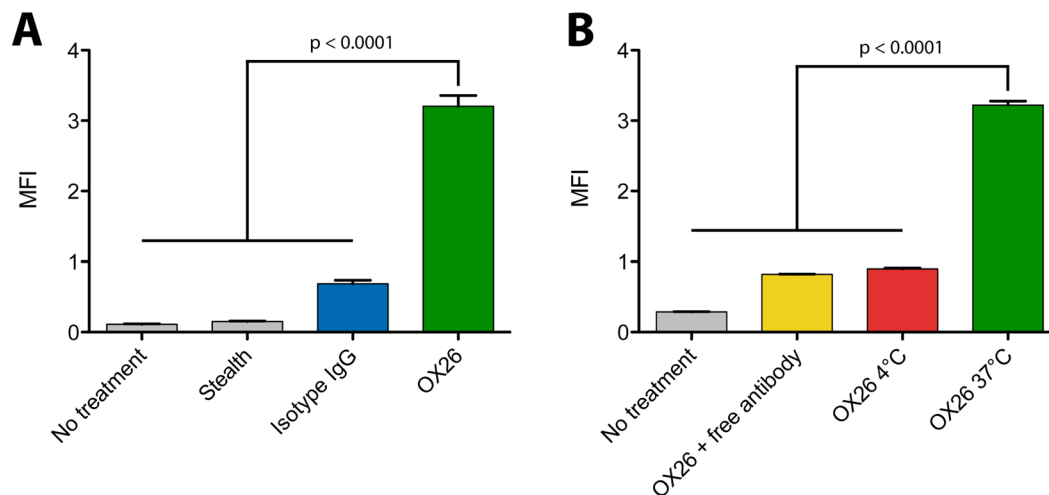 A
p < 0.0001
MFI
4
3
2
1
0
No treatment
Stealth
Isotype IgG
OX26
B
p < 0.0001
MFI
4
3
2
1
0
No treatment
OX26 + free antibody
OX26 4°C
OX26 37°C